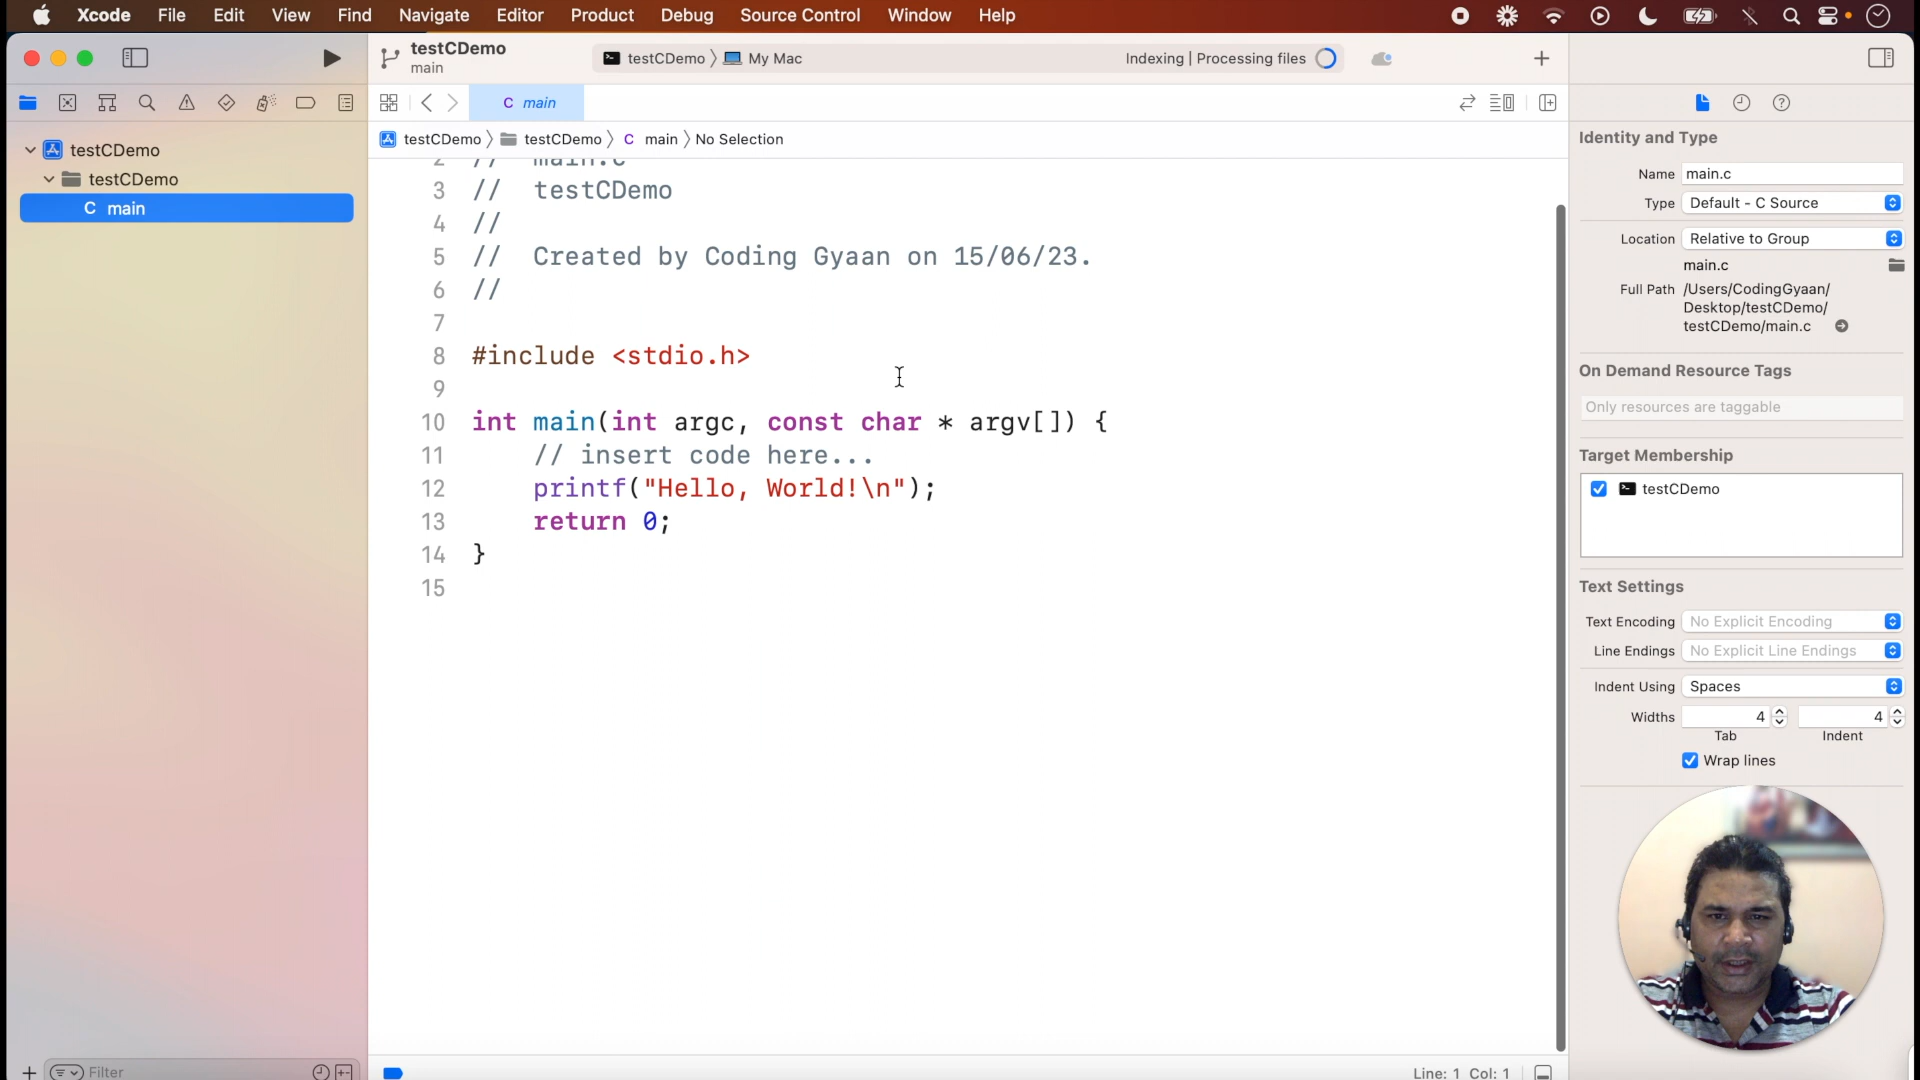 Xcode File Edit View Find Navigate Editor Product Debug Source Control Window Help
testCDemo
main
testCDemo My Mac
Indexing | Processing files
C main
testCDemo testCDemo C main No Selection
testCDemo
testCDemo
C main
2 // main.c
3 // testCDemo
4 //
5 // Created by Coding Gyaan on 15/06/23.
6 //
7
8 #include <stdio.h>
9
10 int main(int argc, const char * argv[]) {
11 // insert code here...
12 printf("Hello, World!\n");
13 return 0;
14 }
15
Identity and Type
Name main.c
Type Default - C Source
Location Relative to Group
main.c
Full Path /Users/CodingGyaan/
Desktop/testCDemo/
testCDemo/main.c
On Demand Resource Tags
Only resources are taggable
Target Membership
testCDemo
Text Settings
Text Encoding No Explicit Encoding
Line Endings No Explicit Line Endings
Indent Using Spaces
Widths 4 4
Tab Indent
Wrap lines
Filter
Line: 1 Col: 1